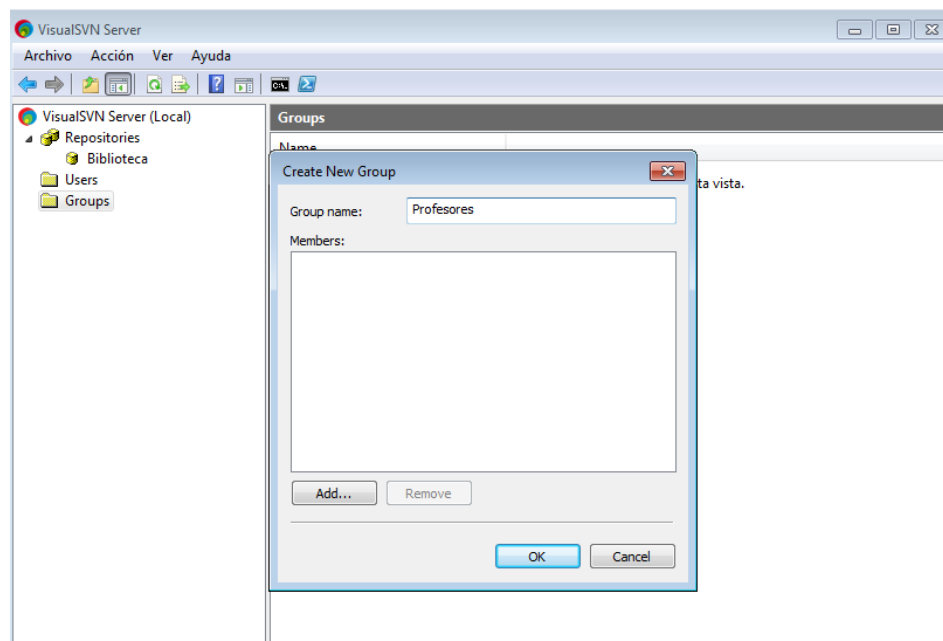 VisualSVN Server
Archivo Acción Ver Ayuda
VisualSVN Server (Local)
Repositories
Biblioteca
Users
Groups
Groups
Name
ta vista.
Create New Group
Group name: Profesores
Members:
Add... Remove
OK Cancel